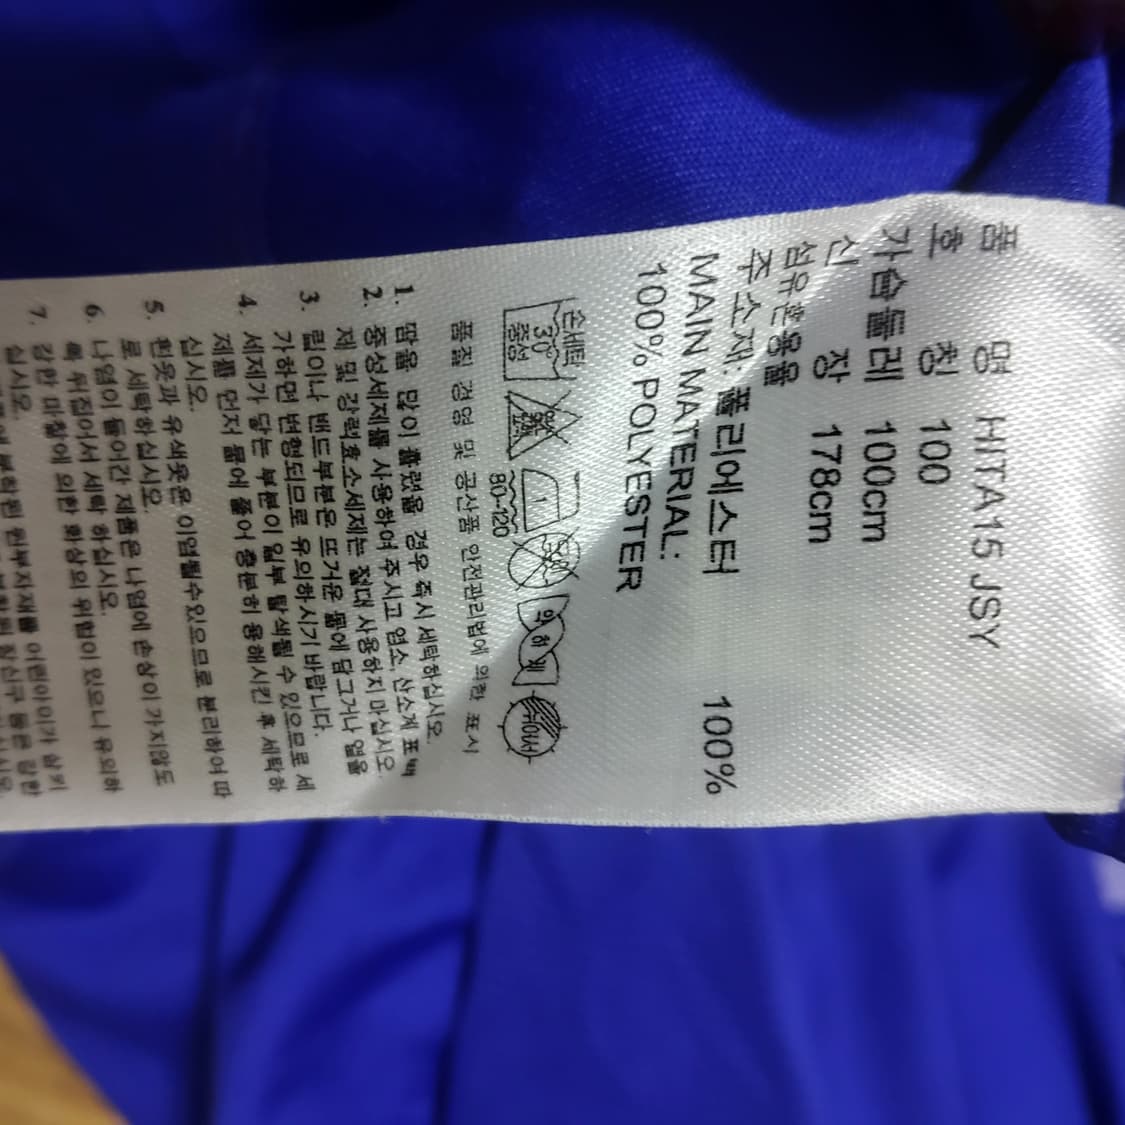 품 명 HITA15 JSY
호 칭 100
가슴둘레 100cm
신 장 178cm
섬유혼용율
주소재: 폴리에스터 100%
MAIN MATERIAL:
100% POLYESTER
손세탁
30
중성
80~120
약하게
품질 경영 및 공산품 안전관리법에 의한 표시
1. 땀을 많이 흘렸을 경우 즉시 세탁하십시오.
2. 중성세제를 사용하여 주시고 염소, 산소계 표백
제 및 강력효소세제는 절대 사용하지 마십시오.
3. 릴이나 밴드부분은 뜨거운 물에 담그거나 열을
가하면 변형되므로 유의하시기 바랍니다.
4. 세제가 닿는 부분이 일부 탈색될 수 있으므로 세
제를 먼저 물에 풀어 충분히 용해시킨 후 세탁하
십시오.
5. 흰옷과 유색옷은 이염될수있으므로 분리하여 따
로 세탁하십시오
6. 나염이 들어간 제품은 나염에 손상이 가지않도
록 뒤집어서 세탁 하십시오.
7. 강한 마찰에 의한 화상의 위험이 있으니 유의하
십시오.